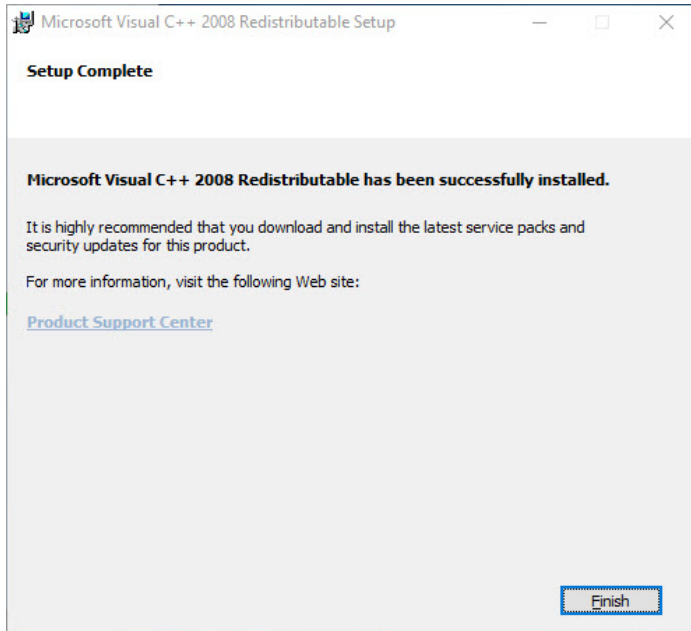 Microsoft Visual C++ 2008 Redistributable Setup
Setup Complete
Microsoft Visual C++ 2008 Redistributable has been successfully installed.
It is highly recommended that you download and install the latest service packs and
security updates for this product.
For more information, visit the following Web site:
Product Support Center
Finish